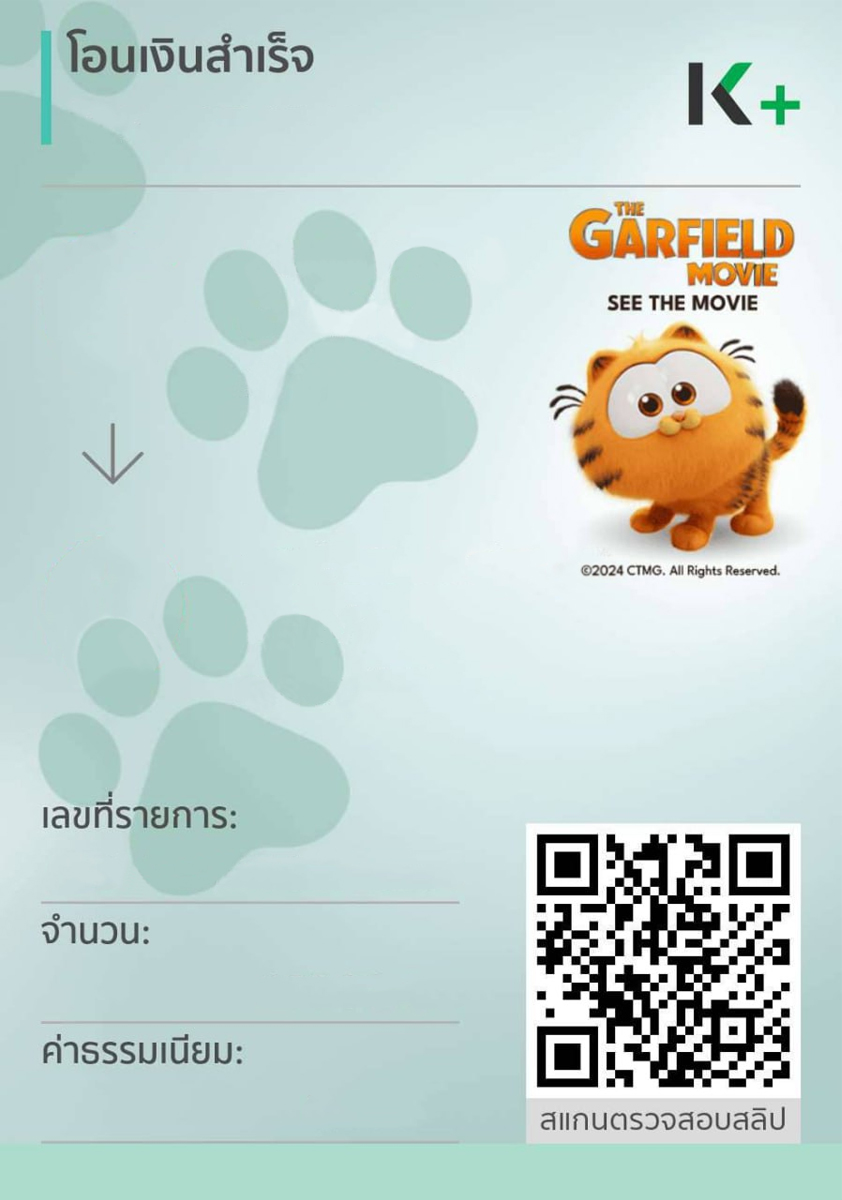 โอนเงินสำเร็จ
K+
THE
GARFIELD
MOVIE
SEE THE MOVIE
©2024 CTMG. All Rights Reserved.
เลขที่รายการ:
จำนวน:
ค่าธรรมเนียม:
สแกนตรวจสอบสลิป